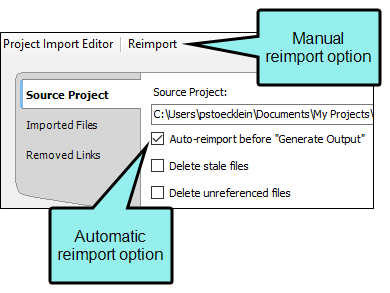 Manual
reimport option
Project Import Editor Reimport
Source Project
Source Project:
C:\Users\pstoecklein\Documents\My Projects\
Imported Files
Auto-reimport before "Generate Output"
Removed Links
Delete stale files
Delete unreferenced files
Automatic
reimport option